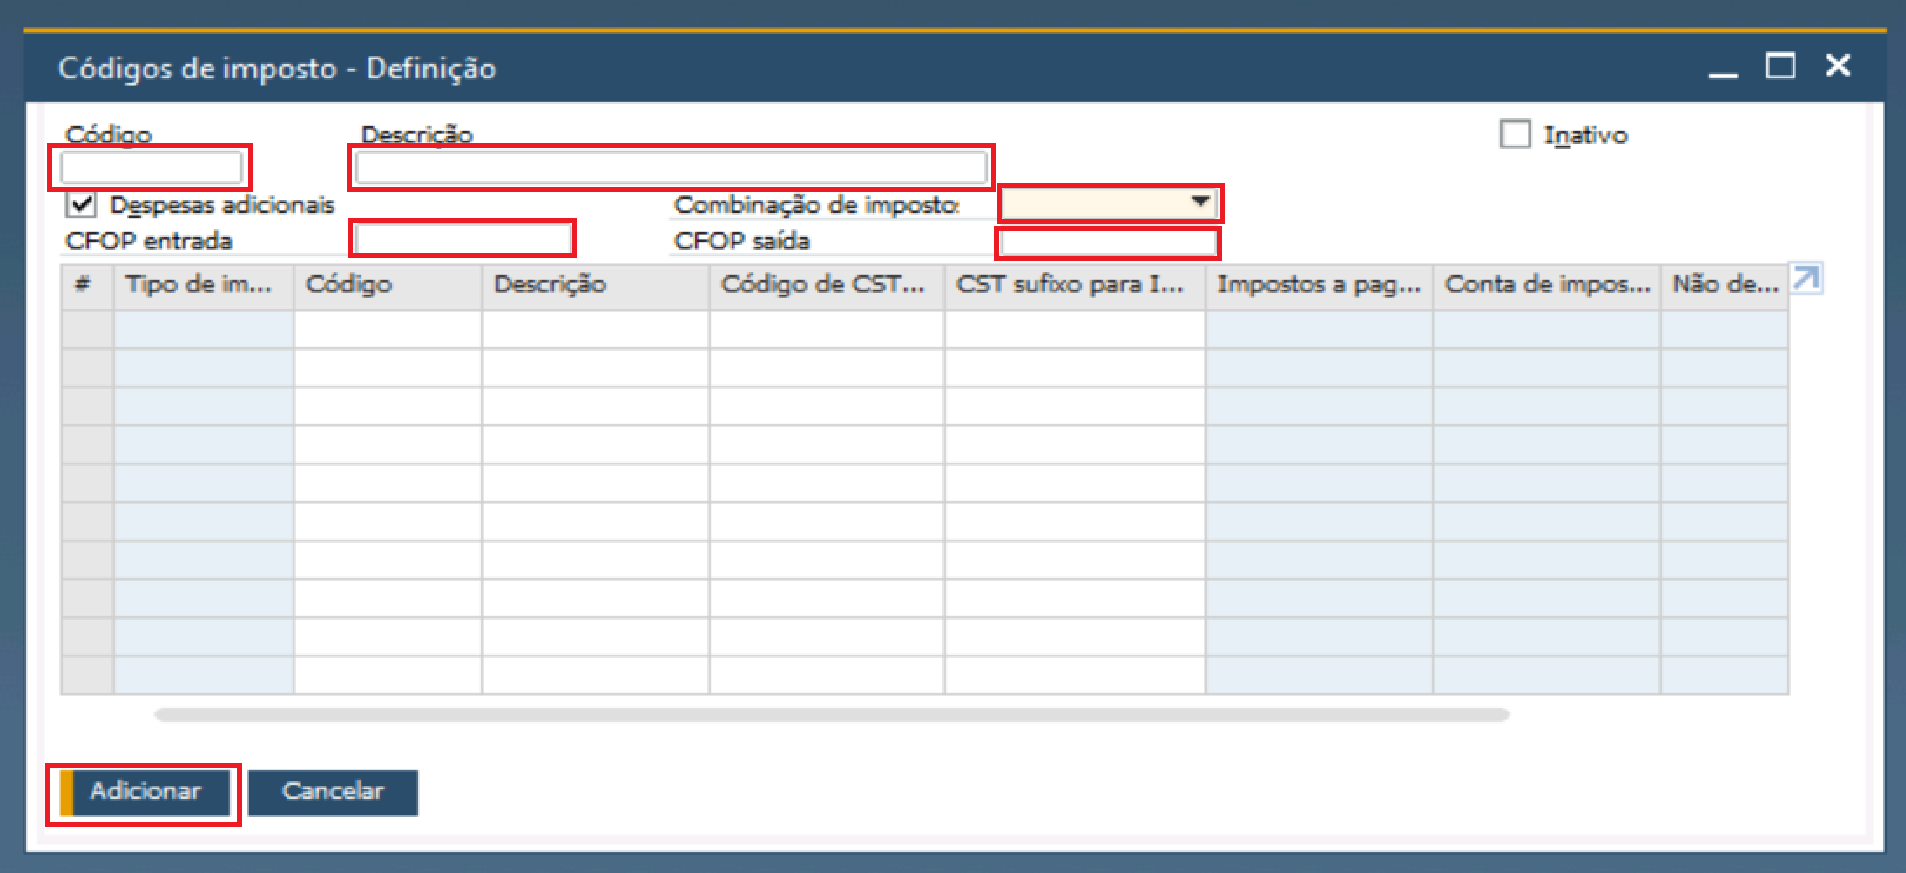 Códigos de imposto - Definição
Código Descrição Inativo
Despesas adicionais Combinação de imposto:
CFOP entrada CFOP saída
# Tipo de im... Código Descrição Código de CST... CST sufixo para I... Impostos a pag... Conta de impos... Não de...
Adicionar Cancelar